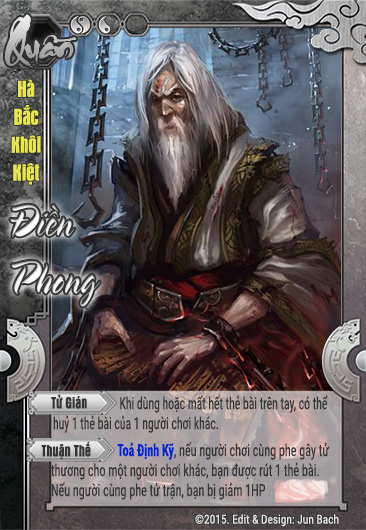 Quần
Hà
Bắc
Khôi
Kiệt
Điền
Phong
Tử Gián
Khi dùng hoặc mất hết thẻ bài trên tay, có thể
huỷ 1 thẻ bài của 1 người chơi khác.
Thuận Thế
Toả Định Kỹ, nếu người chơi cùng phe gây tử
thương cho một người chơi khác, bạn được rút 1 thẻ bài.
Nếu người cùng phe tử trận, bạn bị giảm 1HP
©2015. Edit & Design: Jun Bach